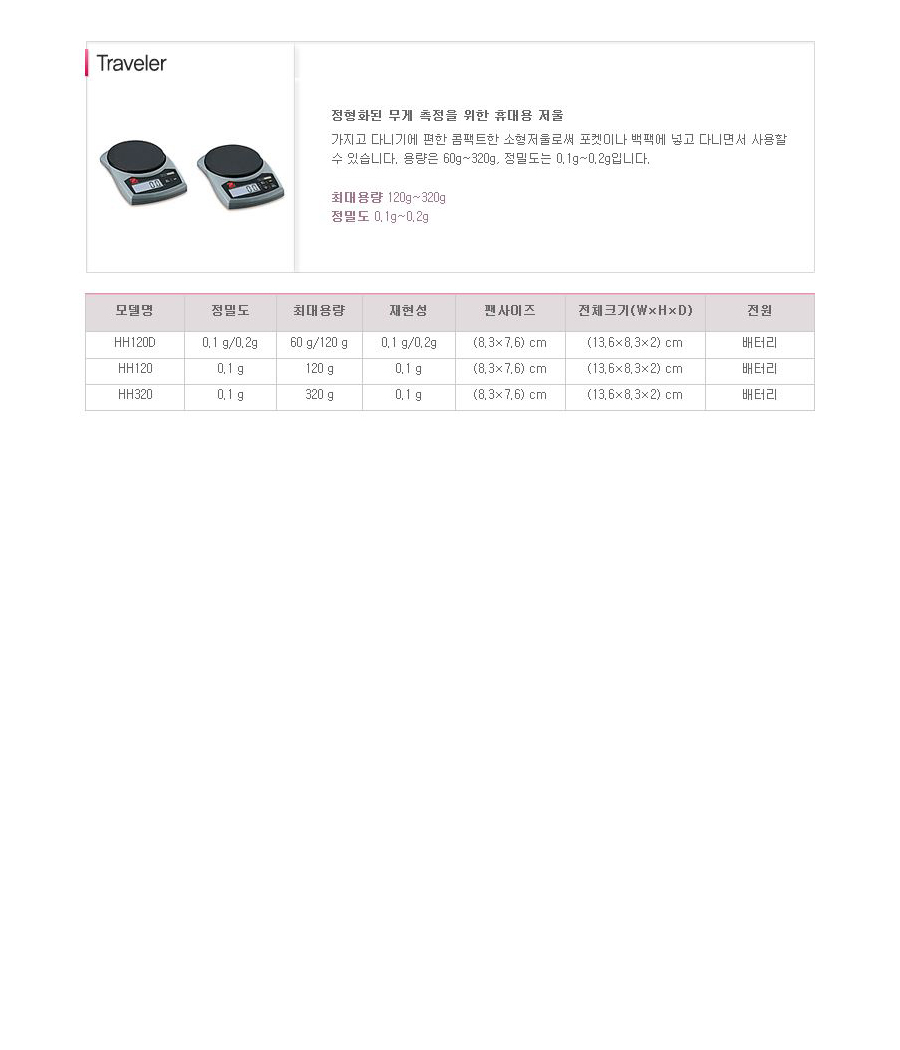 Traveler
정형화된 무게 측정을 위한 휴대용 저울
가지고 다니기에 편한 콤팩트한 소형저울로써 포켓이나 백팩에 넣고 다니면서 사용할
수 있습니다. 용량은 60g~320g, 정밀도는 0.1g~0.2g입니다.
최대용량 120g~320g
정밀도 0.1g~0.2g
모델명 정밀도 최대용량 재현성 팬사이즈 전체크기(W×H×D) 전원
HH120D 0.1 g/0.2g 60 g/120 g 0.1 g/0.2g (8.3×7.6) cm (13.6×8.3×2) cm 배터리
HH120 0.1 g 120 g 0.1 g (8.3×7.6) cm (13.6×8.3×2) cm 배터리
HH320 0.1 g 320 g 0.1 g (8.3×7.6) cm (13.6×8.3×2) cm 배터리